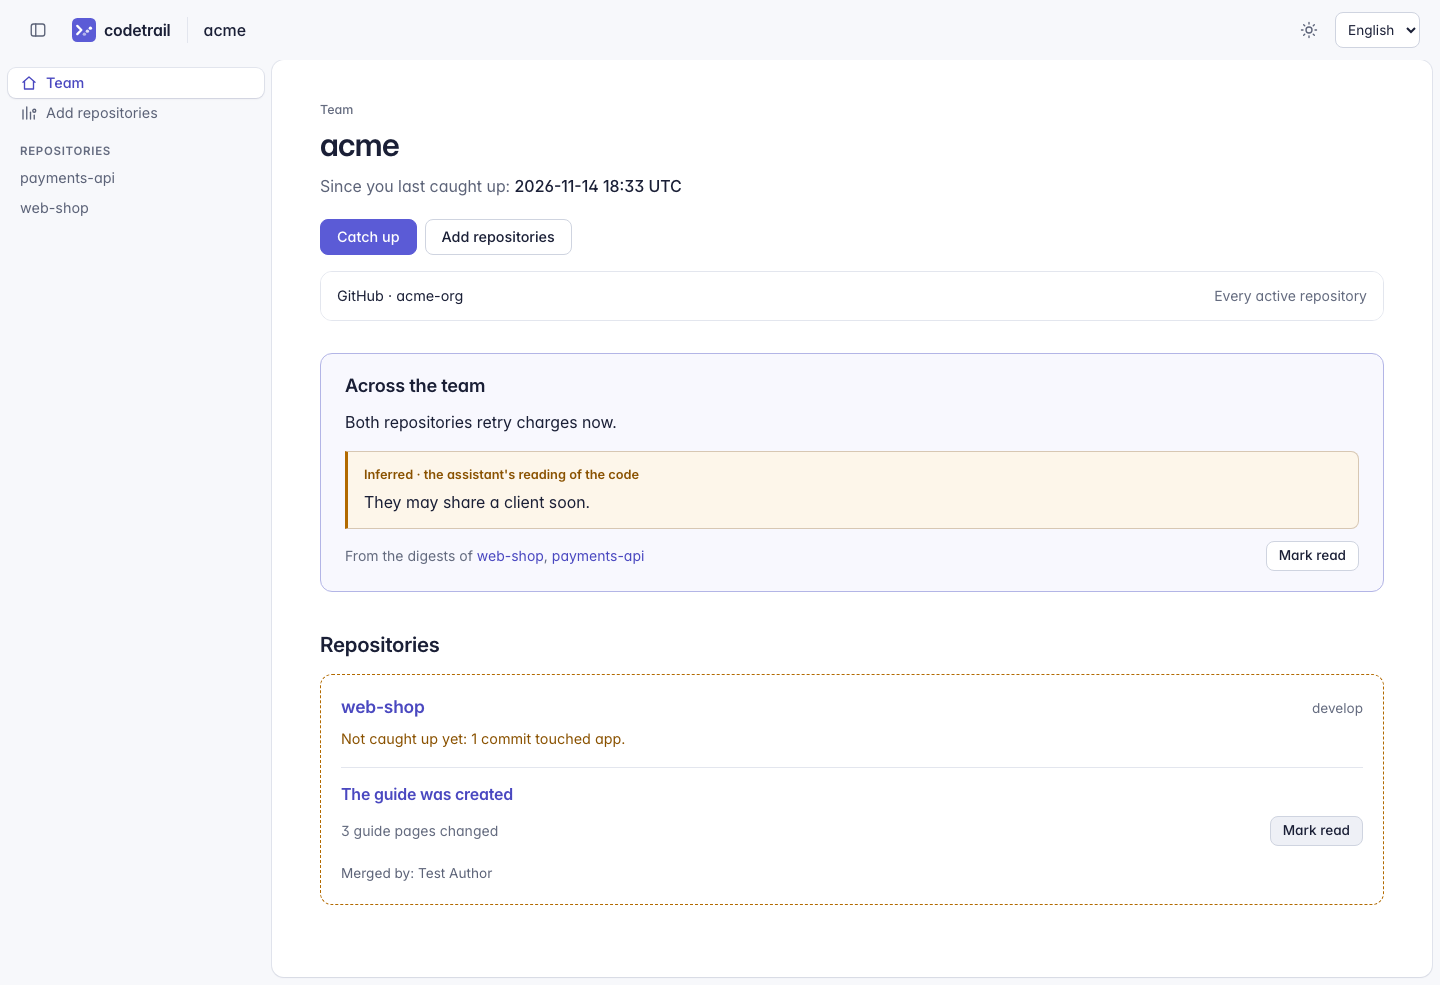 codetrail
acme
English
Team
Add repositories
REPOSITORIES
payments-api
web-shop
Team
acme
Since you last caught up: 2026-11-14 18:33 UTC
Catch up
Add repositories
GitHub · acme-org
Every active repository
Across the team
Both repositories retry charges now.
Inferred · the assistant's reading of the code
They may share a client soon.
From the digests of web-shop, payments-api
Mark read
Repositories
web-shop
develop
Not caught up yet: 1 commit touched app.
The guide was created
3 guide pages changed
Mark read
Merged by: Test Author